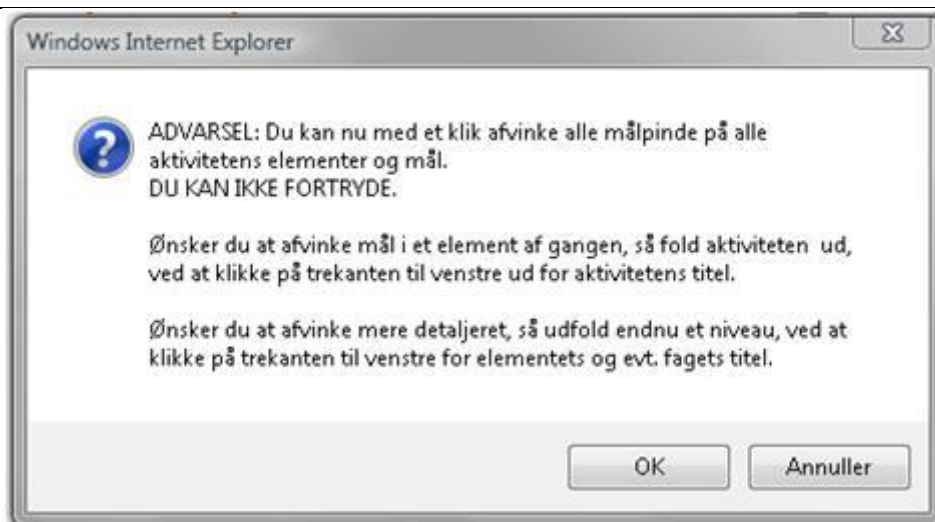 Windows Internet Explorer
ADVARSEL: Du kan nu med et klik afvinke alle målpinde på alle
aktivitetens elementer og mål.
DU KAN IKKE FORTRYDE.
Ønsker du at afvinke mål i et element af gangen, så fold aktiviteten  ud,
ved at klikke på trekanten til venstre ud for aktivitetens titel.
Ønsker du at afvinke mere detaljeret, så udfold endnu et niveau, ved at
klikke på trekanten til venstre for elementets og evt. fagets titel.
OK
Annuller